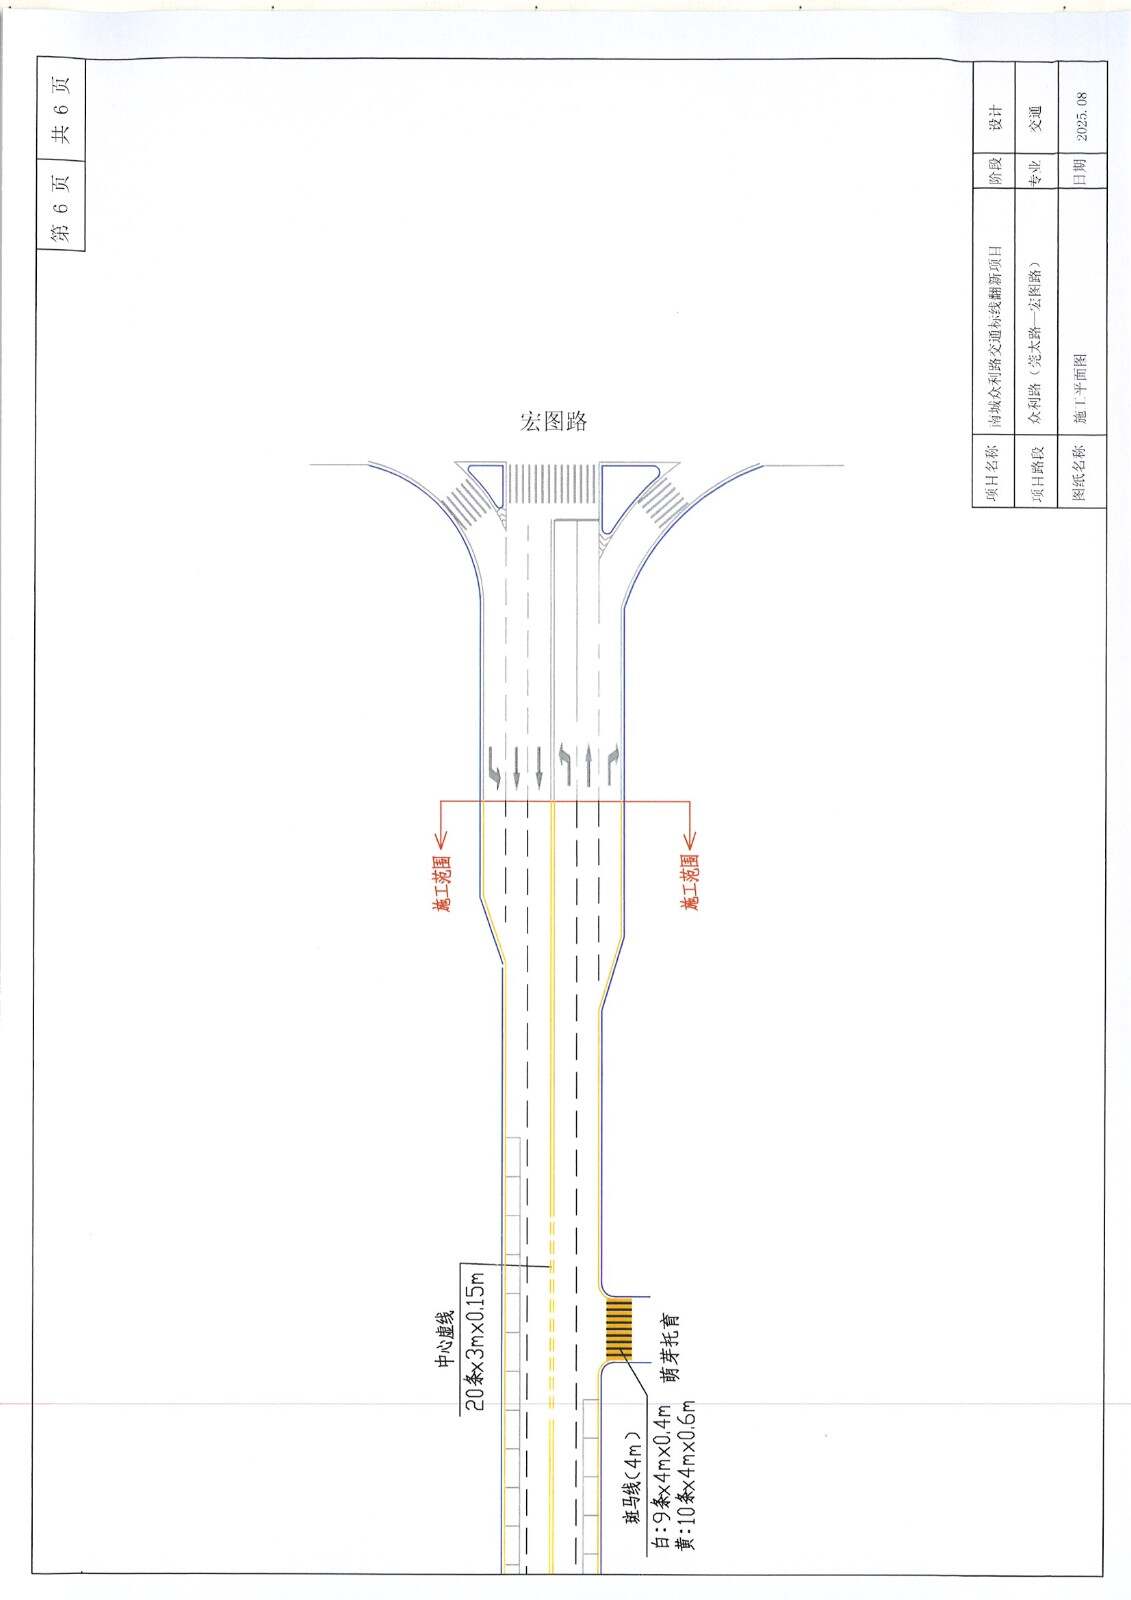 第 6 页 共 6 页
项目名称 南城众利路交通标线翻新项目 阶段 设计
项目路段 众利路（莞太路—宏图路） 专业 交通
图纸名称 施工平面图 日期 2025.08
宏图路
施工范围
施工范围
中心虚线
20条x3mx0.15m
萌芽托育
斑马线(4m)
白:9条x4mx0.4m
黄:10条x4mx0.6m